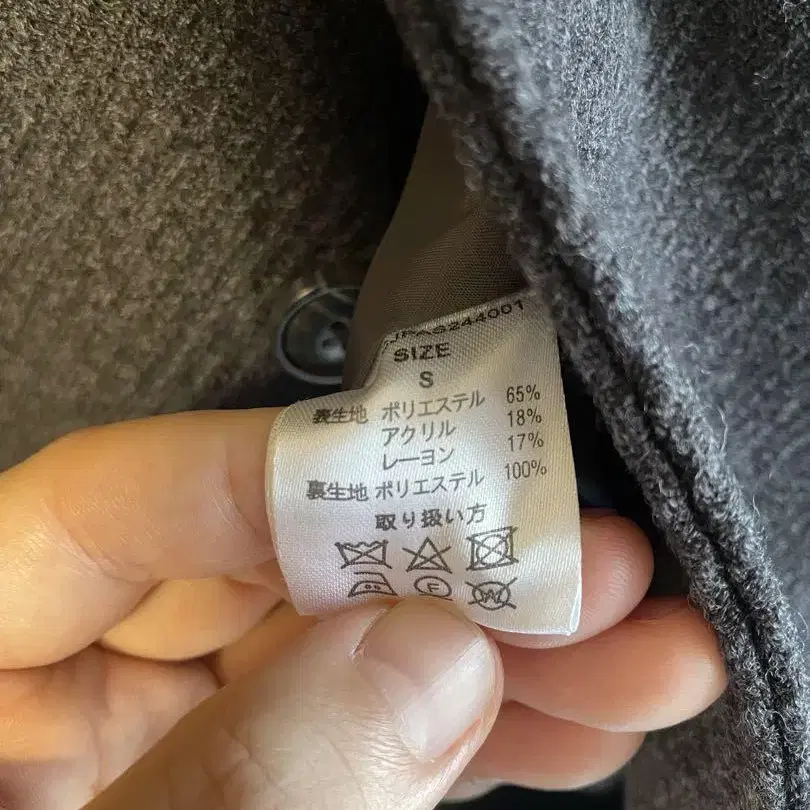 SIZE
S
表生地 ポリエステル 65%
アクリル 18%
レーヨン 17%
裏生地 ポリエステル 100%
取り扱い方
F
W